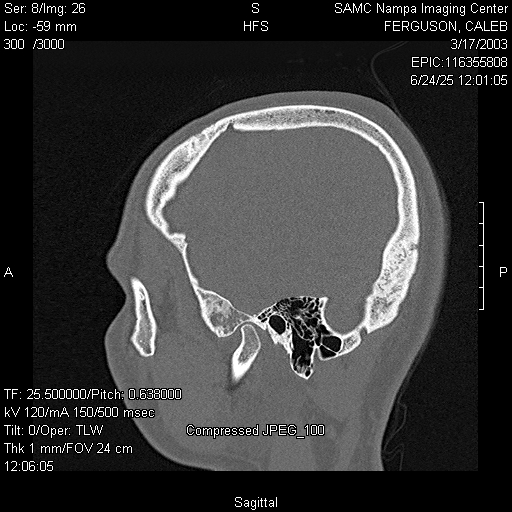 Ser: 8/Img: 26
S
SAMC Nampa Imaging Center
Loc: -59 mm
HFS
FERGUSON, CALEB
300 /3000
3/17/2003
EPIC:116355808
6/24/25 12:01:05
A
P
TF: 25.500000/Pitch: 0.638000
kV 120/mA 150/500 msec
Tilt: 0/Oper: TLW
Compressed JPEG_100
Thk 1 mm/FOV 24 cm
12:06:05
Sagittal